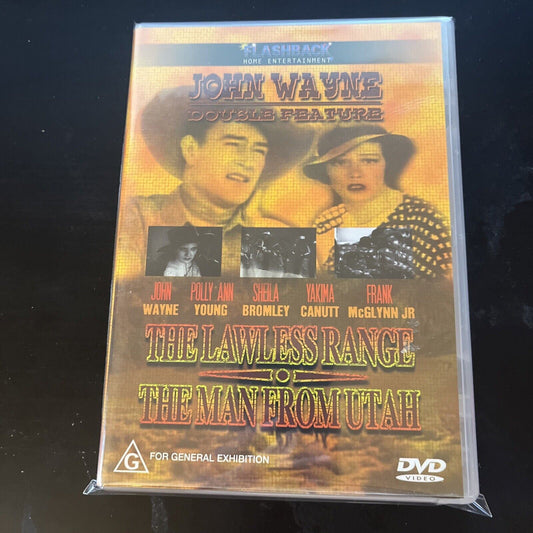 FLASHBACK
HOME ENTERTAINMENT
JOHN WAYNE
DOUBLE FEATURE
JOHN WAYNE
POLLY ANN YOUNG
SHEILA BROMLEY
YAKIMA CANUTT
FRANK McGLYNN JR
THE LAWLESS RANGE
THE MAN FROM UTAH
G FOR GENERAL EXHIBITION
DVD
VIDEO